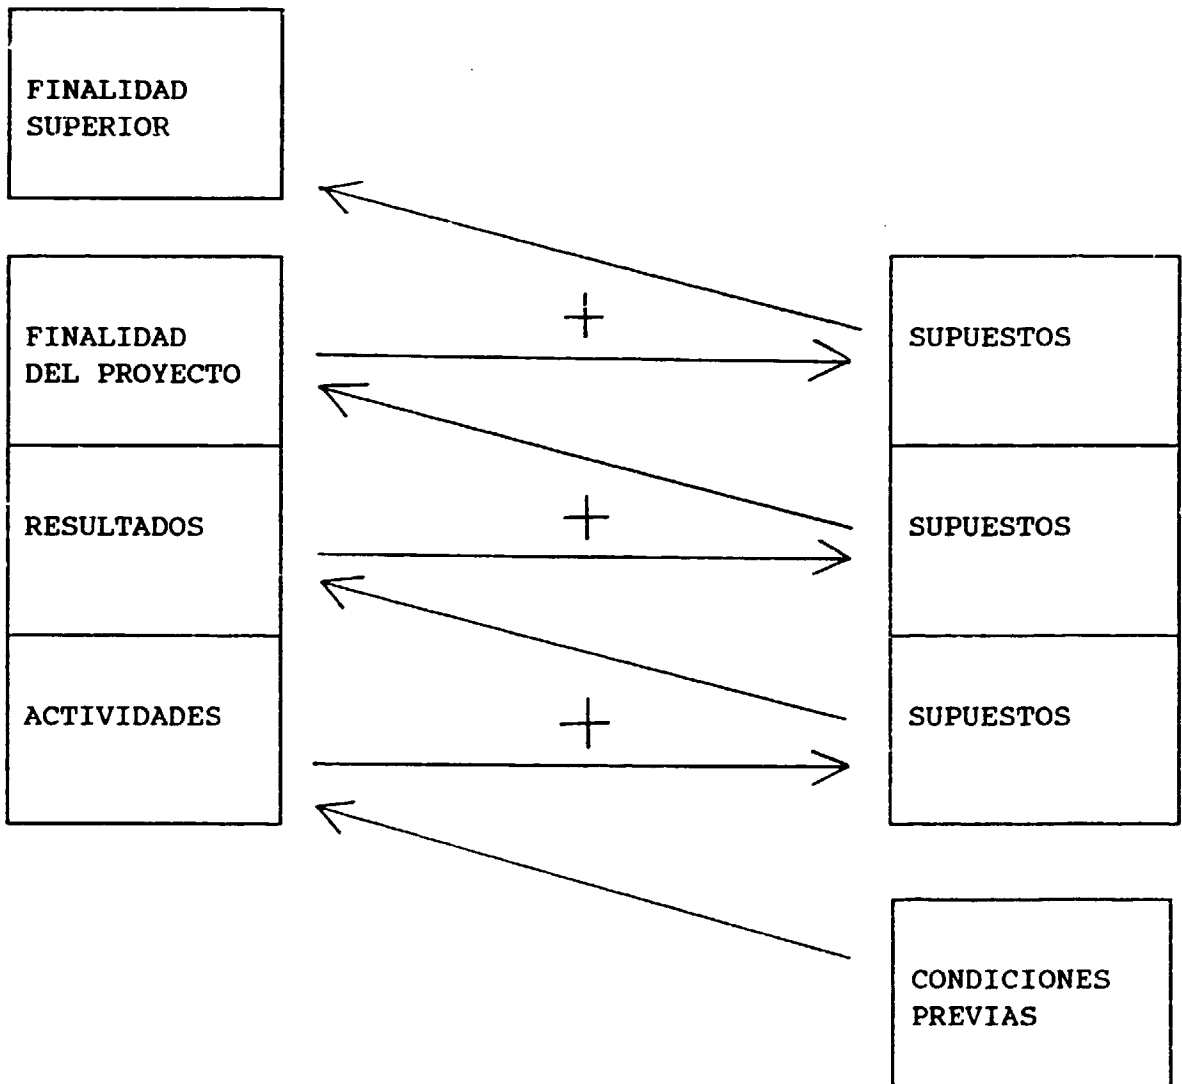 FINALIDAD
SUPERIOR
FINALIDAD
DEL PROYECTO
+
SUPUESTOS
RESULTADOS
+
SUPUESTOS
ACTIVIDADES
+
SUPUESTOS
CONDICIONES
PREVIAS